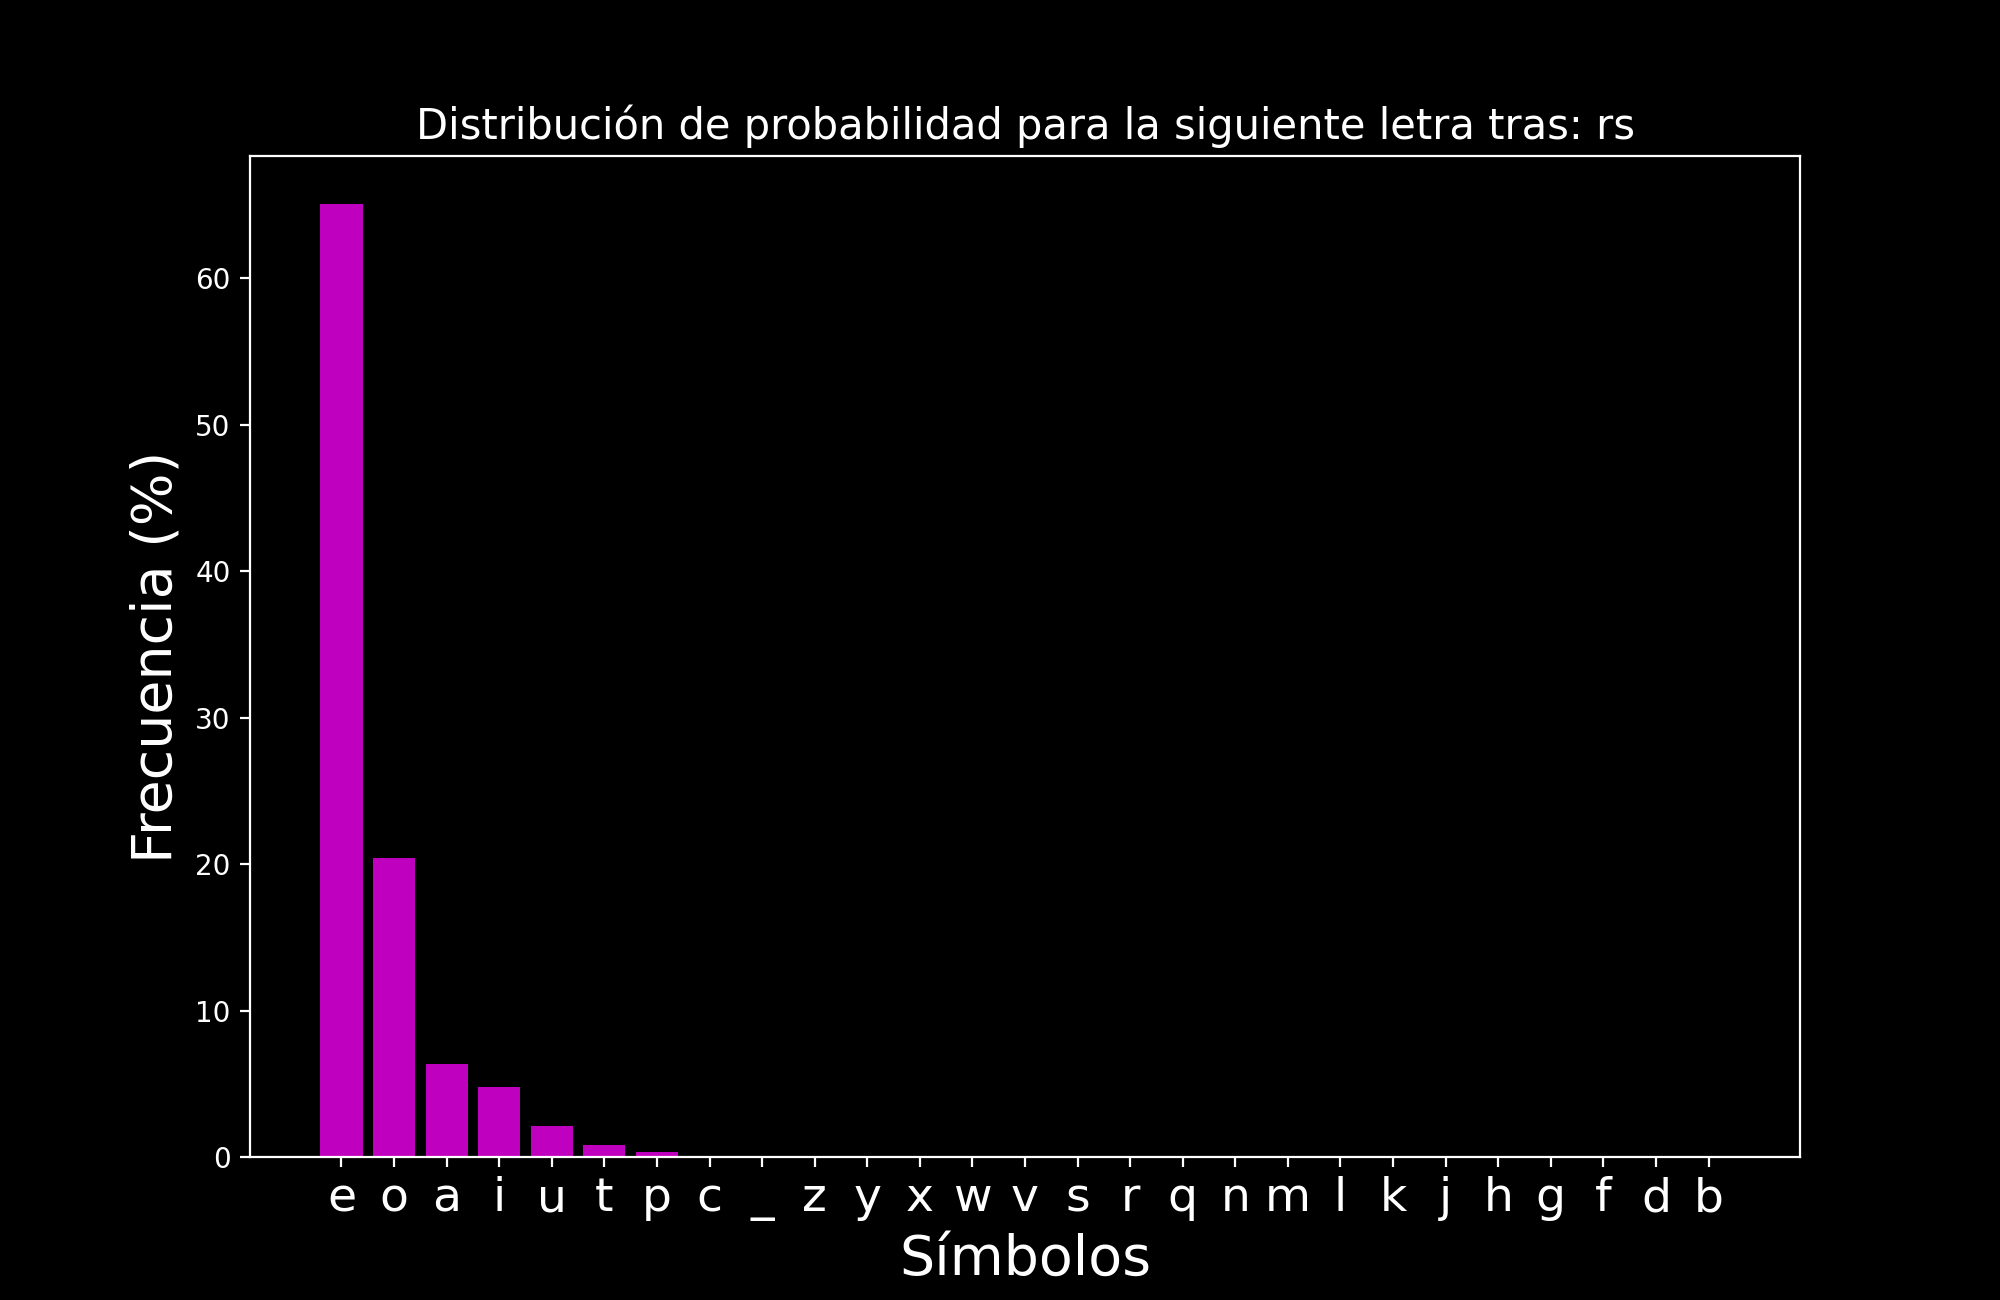 Distribución de probabilidad para la siguiente letra tras: rs
Frecuencia (%)
60
50
40
30
20
10
0
e o a i u t p c _ z y x w v s r q n m l k j h g f d b
Símbolos